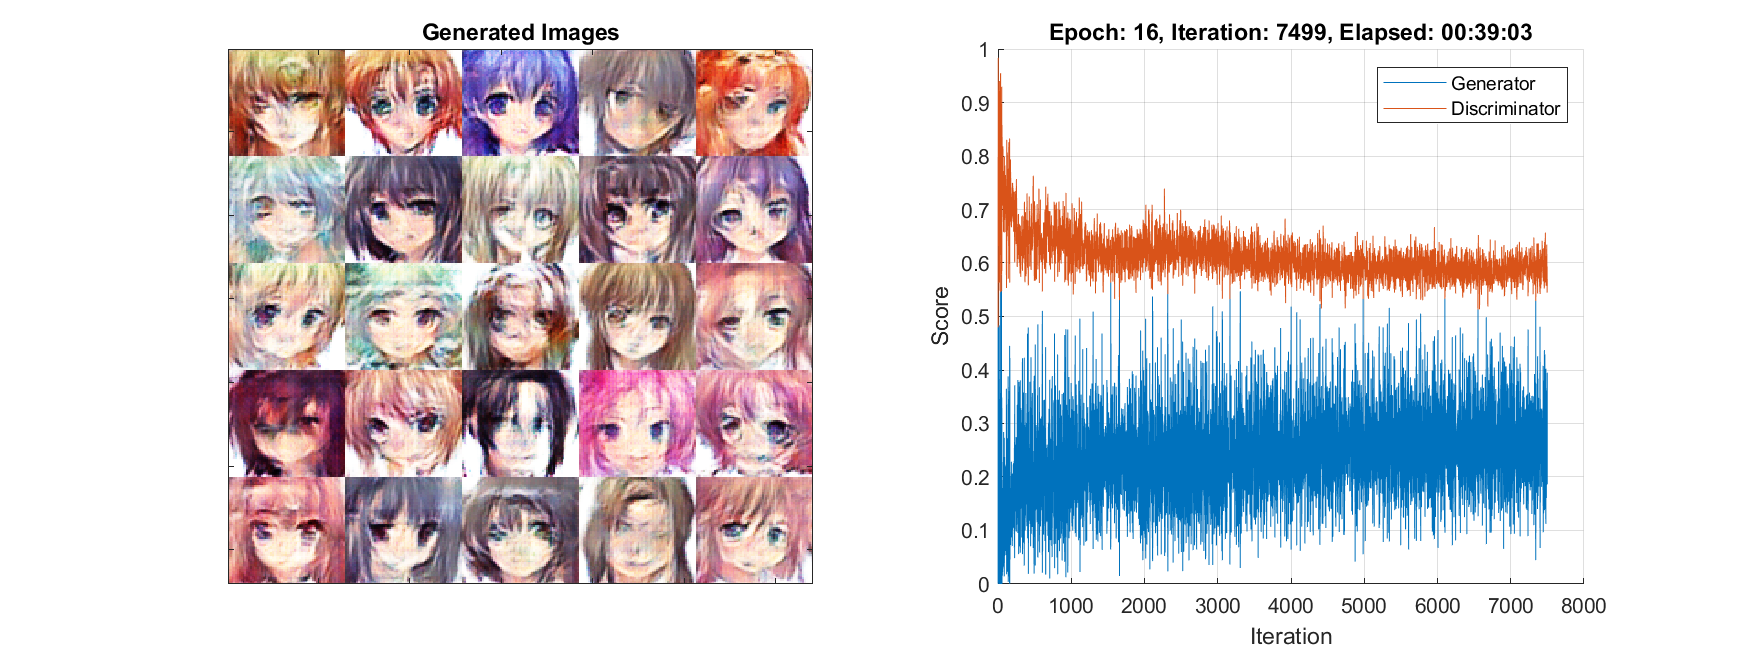 Generated Images
Epoch: 16, Iteration: 7499, Elapsed: 00:39:03
Generator
Discriminator
1
0.9
0.8
0.7
0.6
0.5
0.4
0.3
0.2
0.1
0
Score
0 1000 2000 3000 4000 5000 6000 7000 8000
Iteration